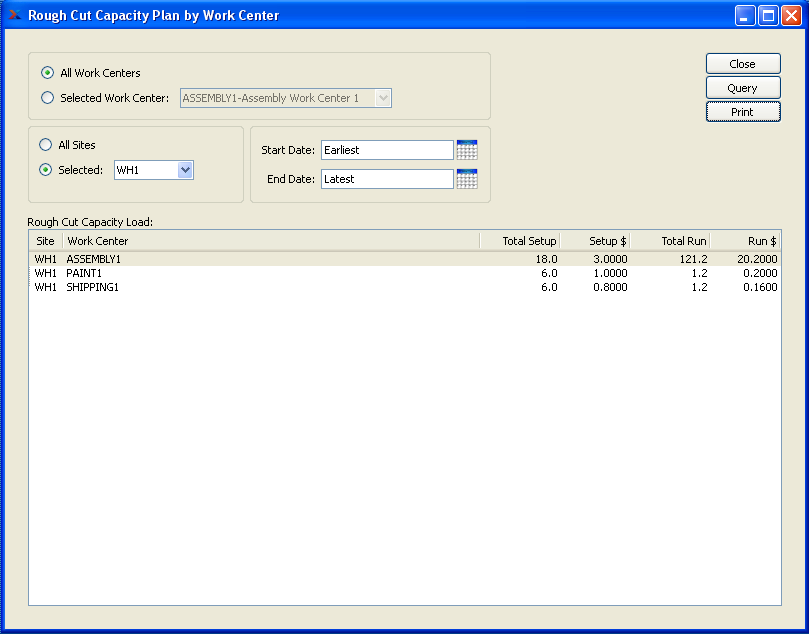 Rough Cut Capacity Plan by Work Center
All Work Centers
Selected Work Center: ASSEMBLY1-Assembly Work Center 1
Close
Query
Print
All Sites
Selected: WH1
Start Date: Earliest
End Date: Latest
Rough Cut Capacity Load:
Site Work Center Total Setup Setup $ Total Run Run $
WH1 ASSEMBLY1 18.0 3.0000 121.2 20.2000
WH1 PAINT1 6.0 1.0000 1.2 0.2000
WH1 SHIPPING1 6.0 0.8000 1.2 0.1600